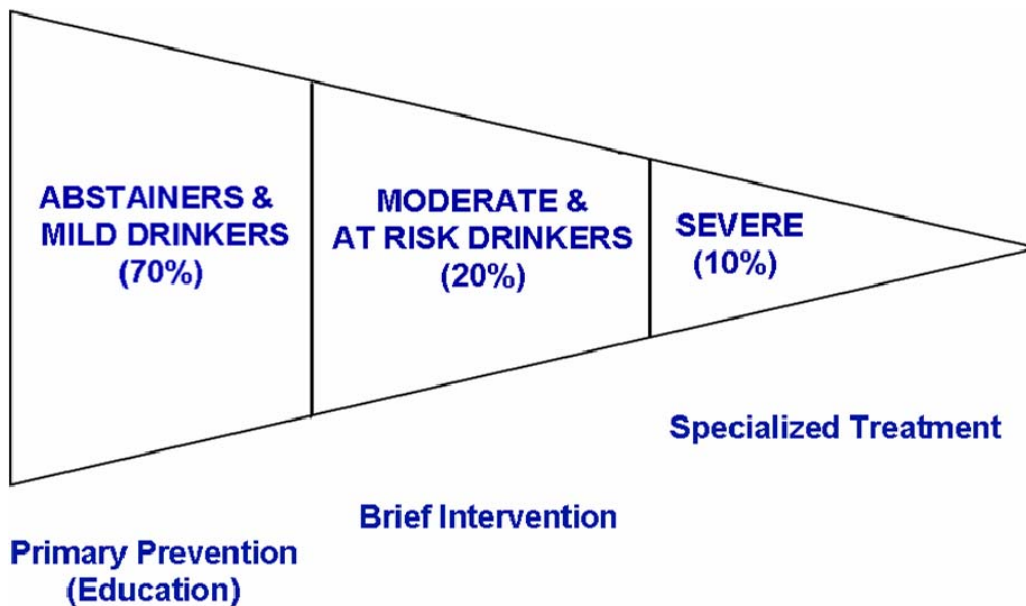 ABSTAINERS &
MILD DRINKERS
(70%)
MODERATE &
AT RISK DRINKERS
(20%)
SEVERE
(10%)
Specialized Treatment
Brief Intervention
Primary Prevention
(Education)